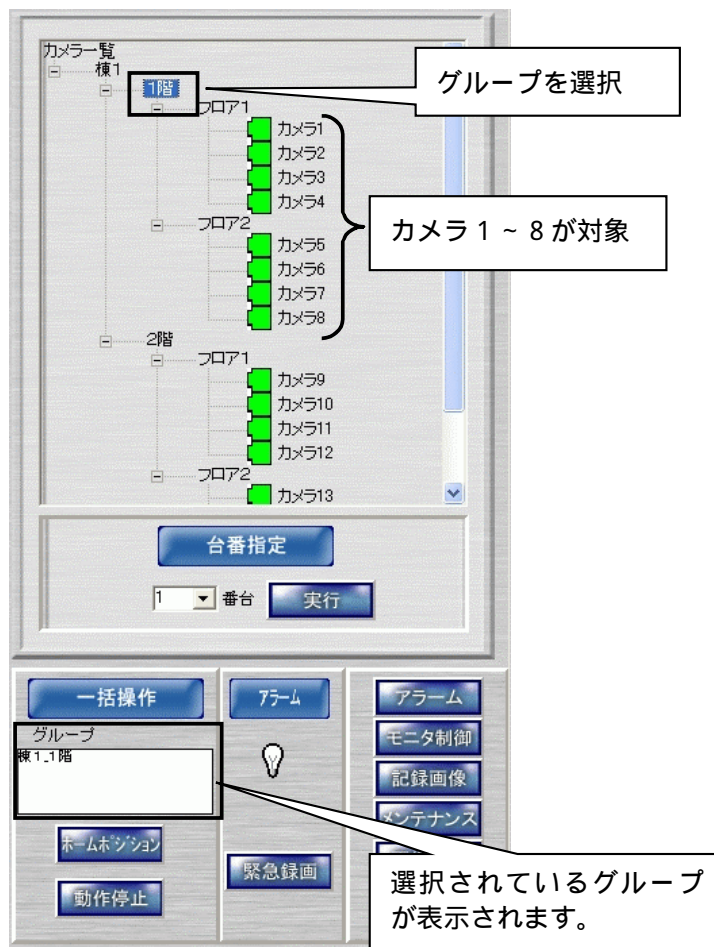 カメラ一覧
棟1
1階
グループを選択
フロア1
カメラ1
カメラ2
カメラ3
カメラ4
カメラ1~8が対象
フロア2
カメラ5
カメラ6
カメラ7
カメラ8
2階
フロア1
カメラ9
カメラ10
カメラ11
カメラ12
フロア2
カメラ13
台番指定
1 番台 実行
一括操作
グループ
棟1_1階
ホームポジション
動作停止
アラーム
緊急録画
アラーム
モニタ制御
記録画像
メンテナンス
選択されているグループ
が表示されます。